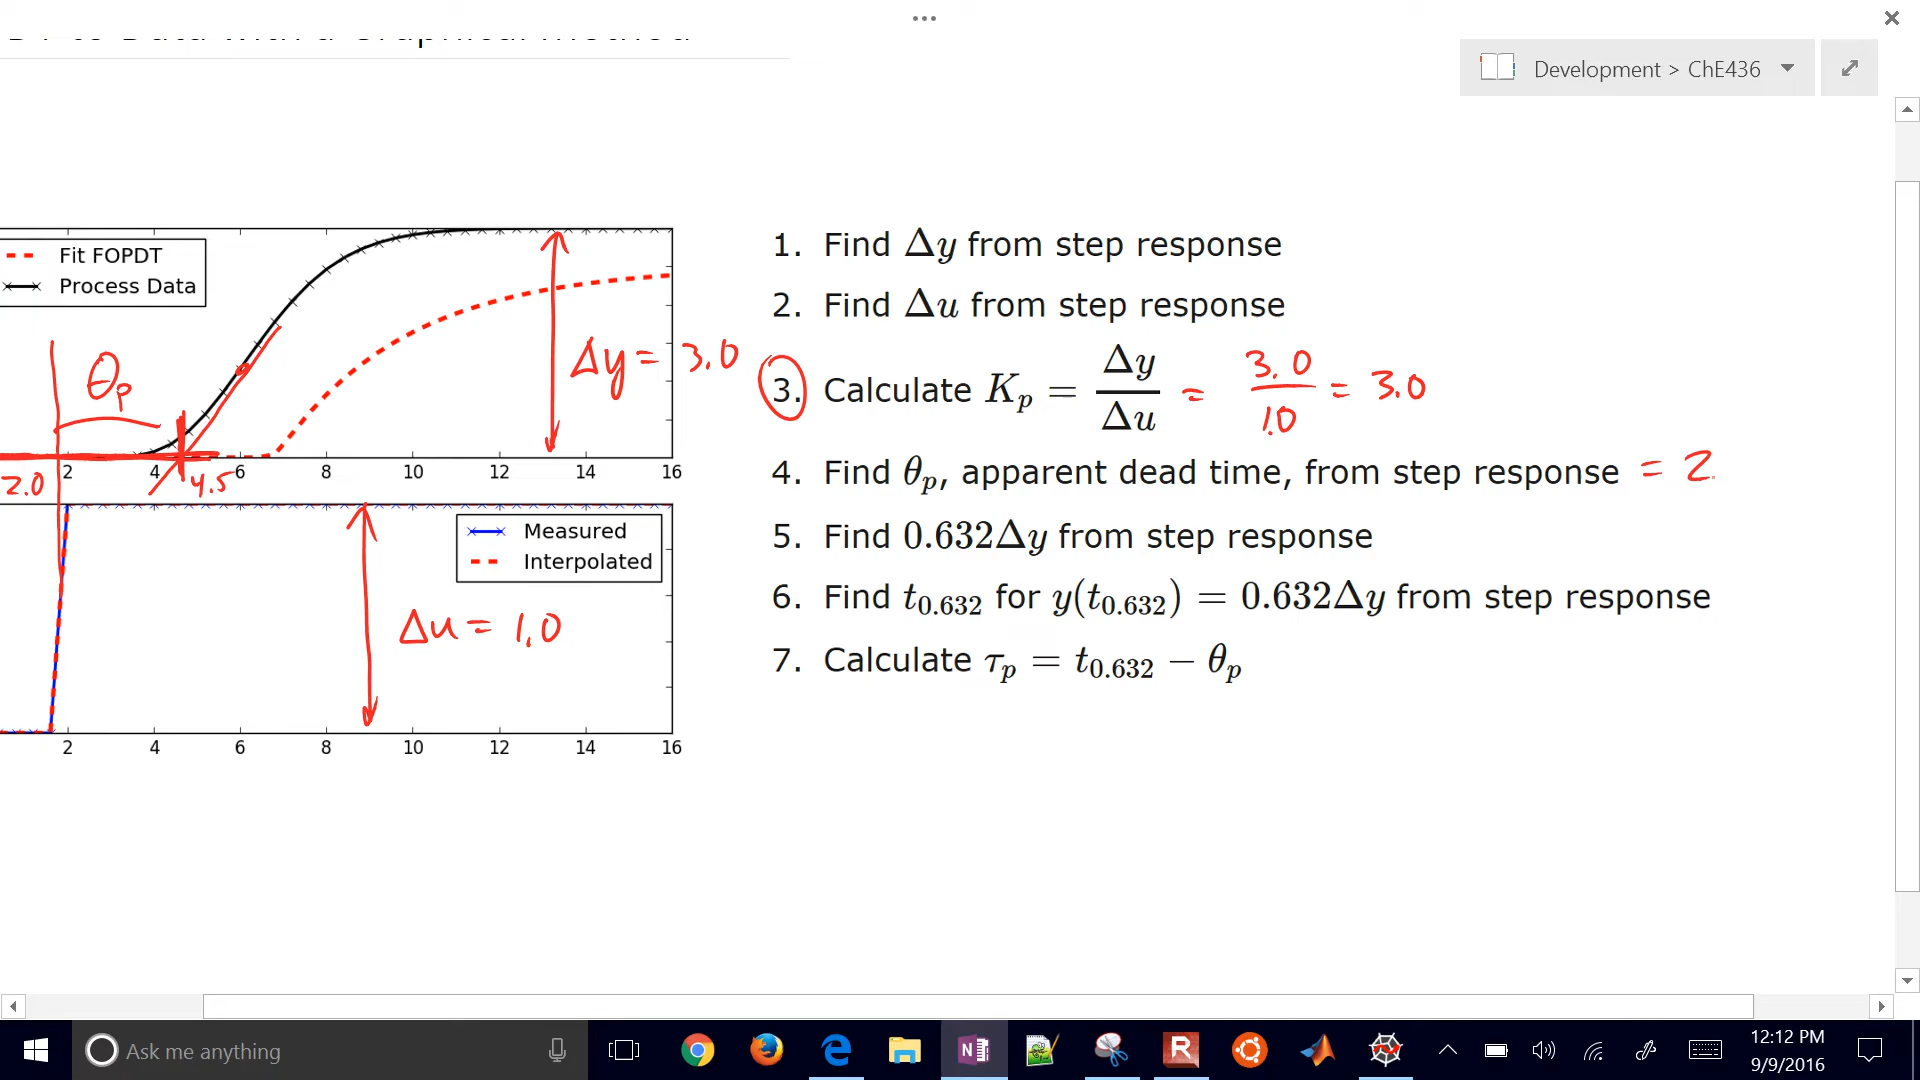 Development > ChE436
Fit FOPDT
Process Data
θp
Δy = 3.0
2 4 6 8 10 12 14 16
2.0
4.5
Measured
Interpolated
Δu = 1.0
2 4 6 8 10 12 14 16
1. Find Δy from step response
2. Find Δu from step response
3. Calculate Kp = Δy/Δu = 3.0/1.0 = 3.0
4. Find θp, apparent dead time, from step response = 2.
5. Find 0.632Δy from step response
6. Find t0.632 for y(t0.632) = 0.632Δy from step response
7. Calculate τp = t0.632 − θp
Ask me anything
12:12 PM
9/9/2016